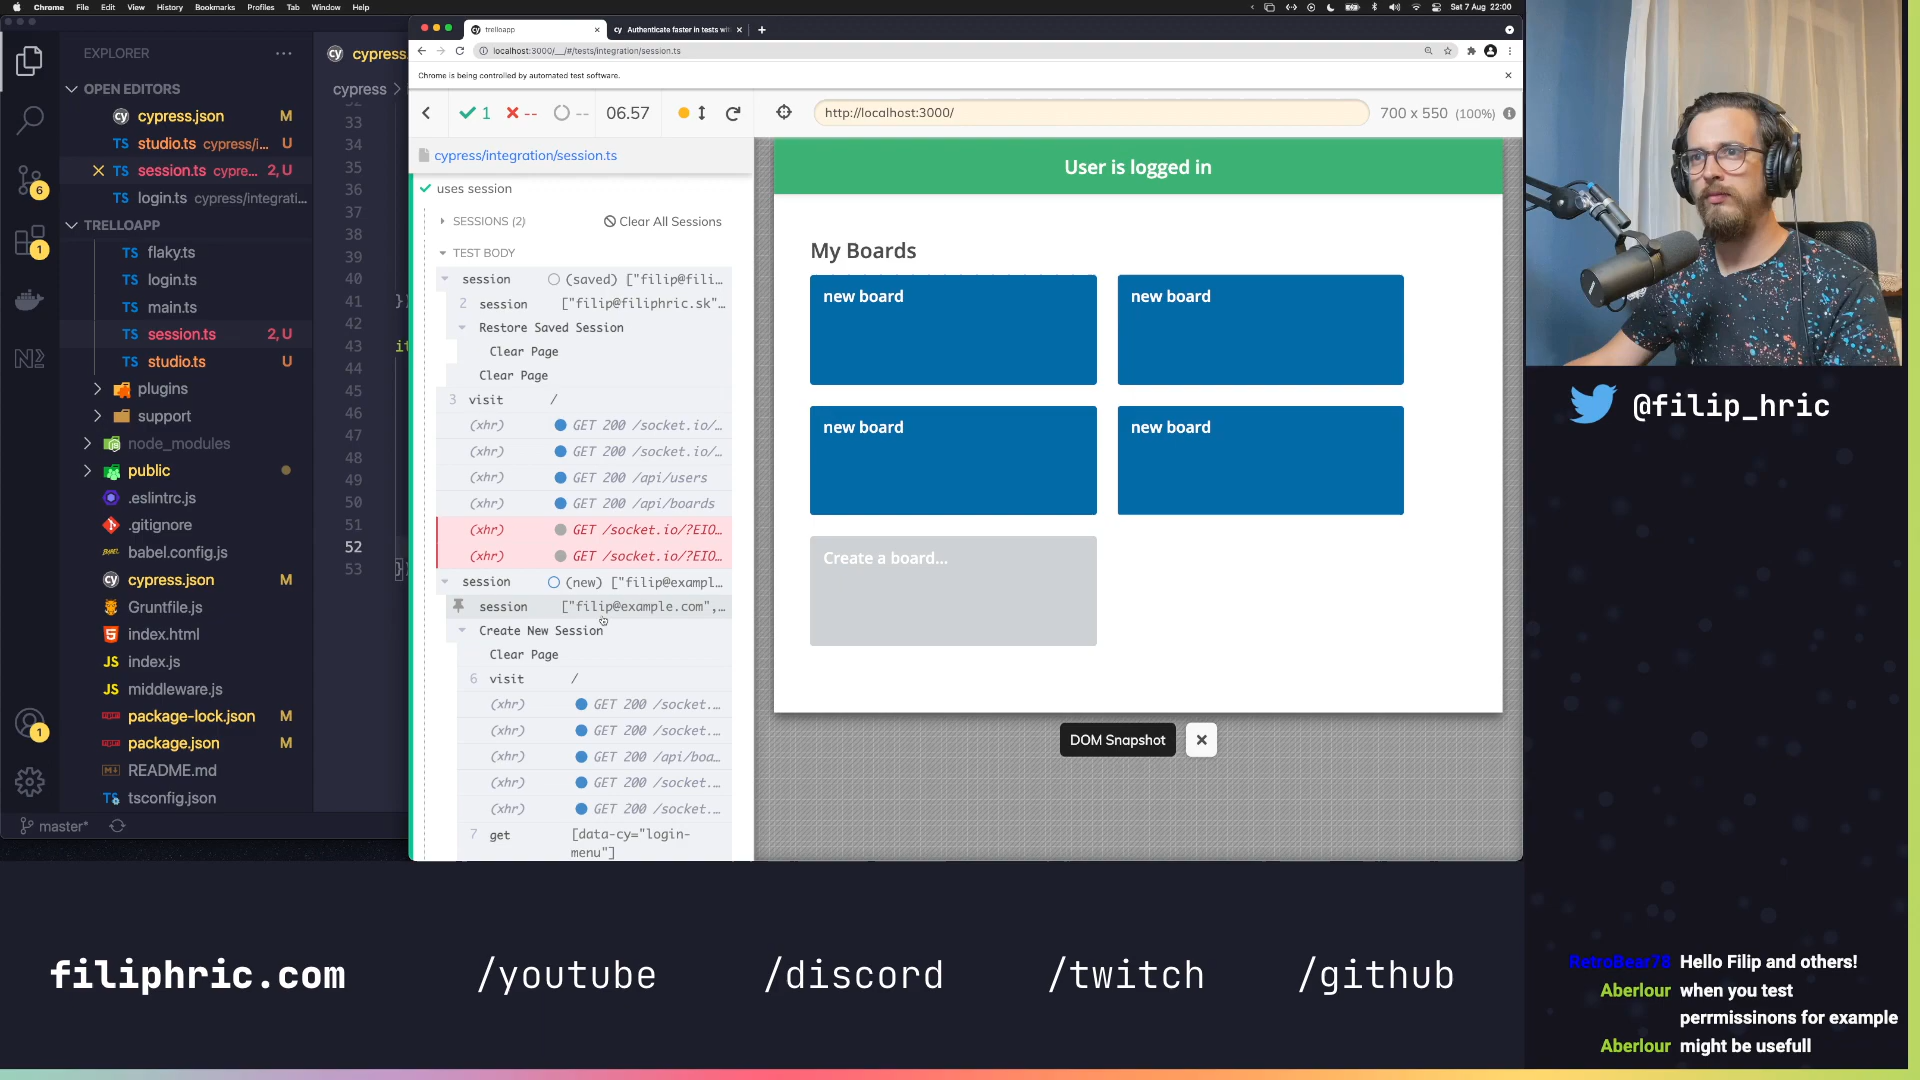 Chrome File Edit View History Bookmarks Profiles Tab Window Help
Sat 7 Aug 22:00
EXPLORER
OPEN EDITORS
cypress.json M
studio.ts cypress/i... U
session.ts cypre... 2, U
login.ts cypress/integrati...
TRELLOAPP
flaky.ts
login.ts
main.ts
session.ts 2, U
studio.ts U
plugins
support
node_modules
public
.eslintrc.js
.gitignore
babel.config.js
cypress.json M
Gruntfile.js
index.html
index.js
middleware.js
package-lock.json M
package.json M
README.md
tsconfig.json
master*
cypress.
cypress >
33
34
35
36
37
38
39
40
41 })
42
43 it
44
45
46
47
48
49
50
51
52
53 })
trelloapp
Authenticate faster in tests wit
localhost:3000/__/#/tests/integration/session.ts
Chrome is being controlled by automated test software.
1 -- -- 06.57
http://localhost:3000/
700 x 550 (100%)
cypress/integration/session.ts
uses session
SESSIONS (2) Clear All Sessions
TEST BODY
session (saved) ["filip@fili...
2 session ["filip@filiphric.sk"...
Restore Saved Session
Clear Page
Clear Page
3 visit /
(xhr) GET 200 /socket.io/...
(xhr) GET 200 /socket.io/...
(xhr) GET 200 /api/users
(xhr) GET 200 /api/boards
(xhr) GET /socket.io/?EIO...
(xhr) GET /socket.io/?EIO...
session (new) ["filip@exampl...
session ["filip@example.com",...
Create New Session
Clear Page
6 visit /
(xhr) GET 200 /socket....
(xhr) GET 200 /socket....
(xhr) GET 200 /api/boa...
(xhr) GET 200 /socket....
(xhr) GET 200 /socket....
7 get [data-cy="login-
menu"]
User is logged in
My Boards
new board
new board
new board
new board
Create a board...
DOM Snapshot
@filip_hric
filiphric.com /youtube /discord /twitch /github
RetroBear78 Hello Filip and others!
Aberlour when you test
perrmissinons for example
Aberlour might be usefull